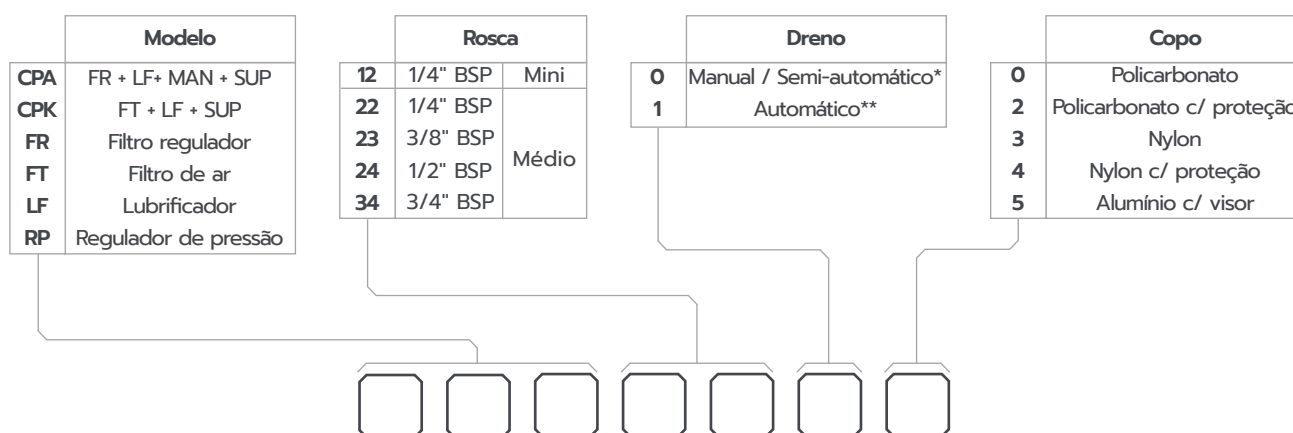 Modelo
CPA FR + LF+ MAN + SUP
CPK FT + LF + SUP
FR Filtro regulador
FT Filtro de ar
LF Lubrificador
RP Regulador de pressão
Rosca
12 1/4" BSP Mini
22 1/4" BSP
23 3/8" BSP
Médio
24 1/2" BSP
34 3/4" BSP
Dreno
0 Manual / Semi-automático*
1 Automático**
Copo
0 Policarbonato
2 Policarbonato c/ proteção
3 Nylon
4 Nylon c/ proteção
5 Alumínio c/ visor